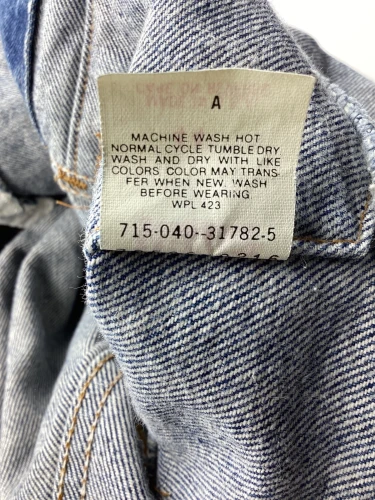 A
MACHINE WASH HOT
NORMAL CYCLE TUMBLE DRY
WASH AND DRY WITH LIKE
COLORS COLOR MAY TRANS
FER WHEN NEW. WASH
BEFORE WEARING.
WPL 423
715-040--31782-5